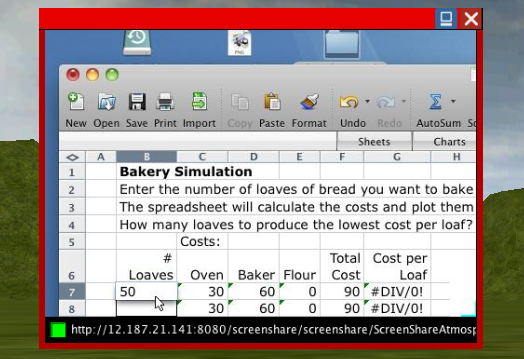 PNG
New Open Save Print Import Copy Paste Format Undo Redo AutoSum
Sheets Charts
A B C D E F G H
1 Bakery Simulation
2 Enter the number of loaves of bread you want to bake
3 The spreadsheet will calculate the costs and plot them
4 How many loaves to produce the lowest cost per loaf?
5 Costs:
# Total Cost per
6 Loaves Oven Baker Flour Cost Loaf
7 50 30 60 0 90 #DIV/0!
8 30 60 0 90 #DIV/0!
http://12.187.21.141:8080/screenshare/screenshare/ScreenShareAtmosp